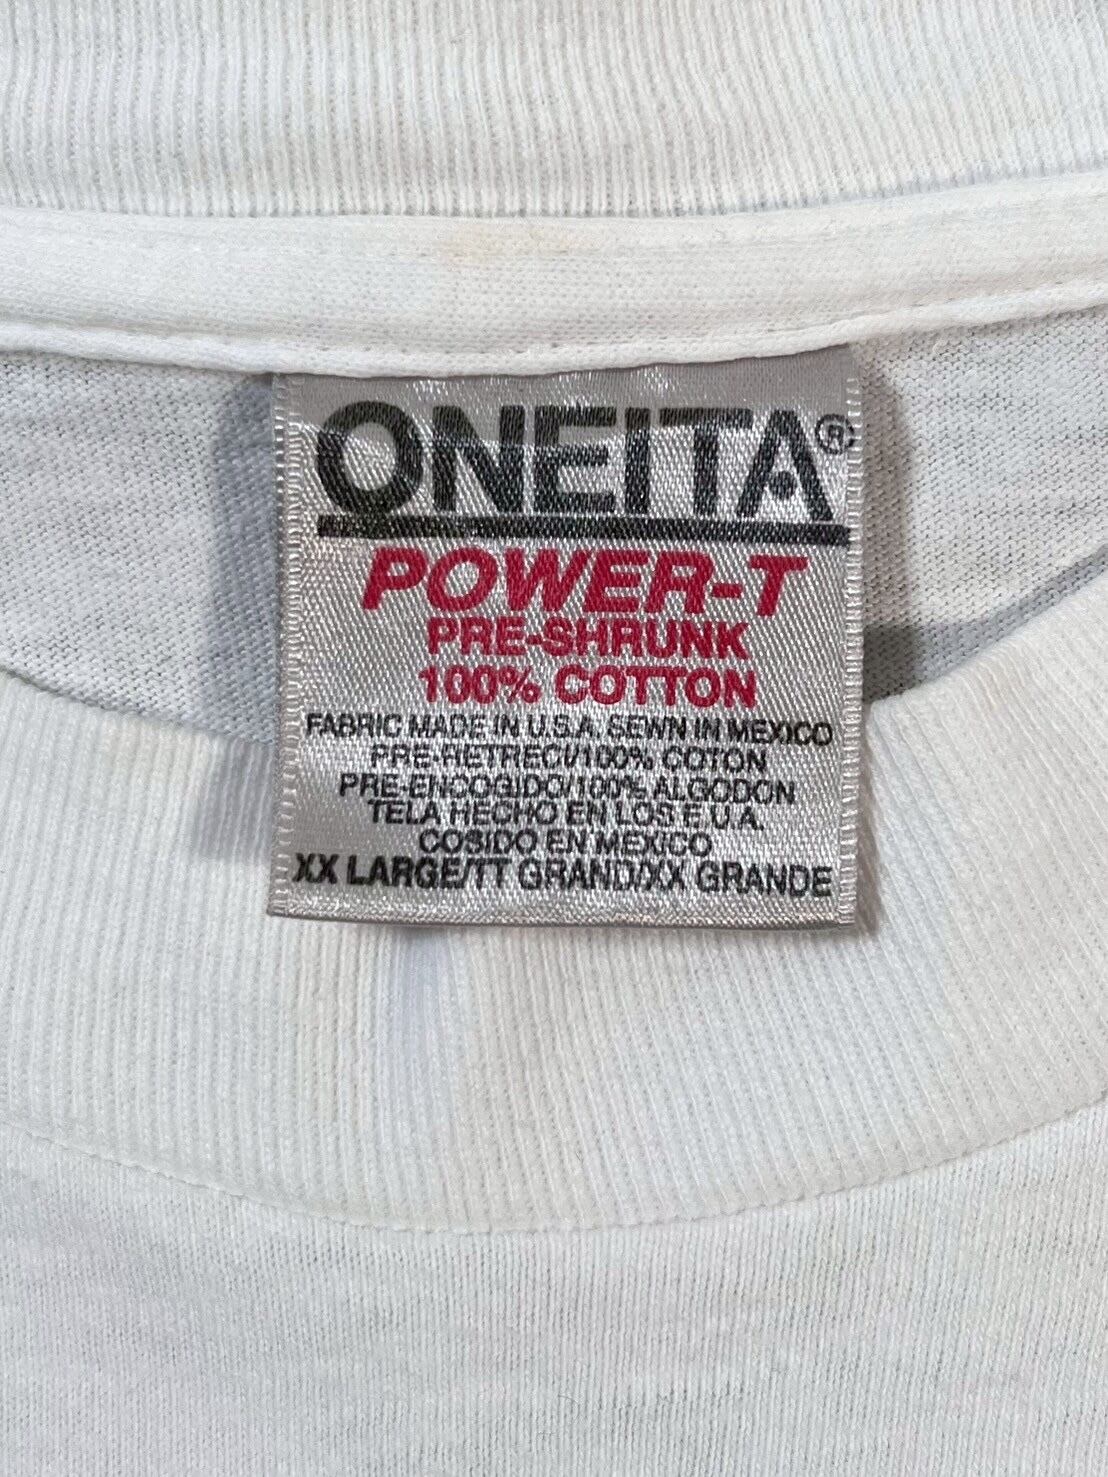 ONEITA®
POWER-T
PRE-SHRUNK
100% COTTON
FABRIC MADE IN U.S.A. SEWN IN MEXICO
PRE-RETRECI/100% COTON
PRE-ENCOGIDO/100% ALGODON
TELA HECHO EN LOS E.U.A.
COSIDO EN MEXICO
XX LARGE/TT GRAND/XX GRANDE